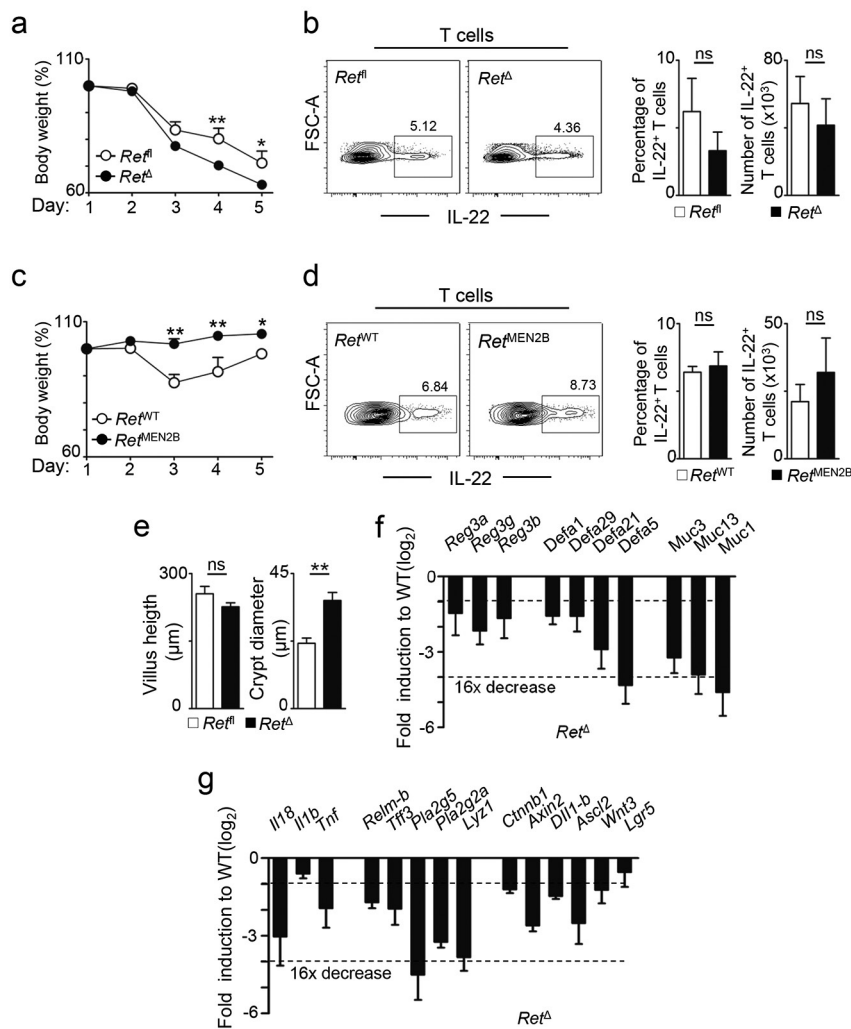 a
110
Body weight (%)
60
Ret^fl
Ret^Δ
**
*
Day: 1 2 3 4 5
b
T cells
FSC-A
Ret^fl
5.12
Ret^Δ
4.36
IL-22
Percentage of
IL-22⁺ T cells
10
5
0
ns
Number of IL-22⁺
T cells (x10³)
80
40
0
ns
Ret^fl Ret^Δ
c
110
Body weight (%)
60
** ** *
Ret^WT
Ret^MEN2B
Day: 1 2 3 4 5
d
T cells
FSC-A
Ret^WT
6.84
Ret^MEN2B
8.73
IL-22
Percentage of
IL-22⁺ T cells
10
5
0
ns
Number of IL-22⁺
T cells (x10³)
50
0
ns
Ret^WT Ret^MEN2B
e
Villus heigth
(µm)
300
0
ns
Crypt diameter
(µm)
45
0
**
Ret^fl Ret^Δ
f
Reg3a Reg3g Reg3b Defa1 Defa29 Defa21 Defa5 Muc3 Muc13 Muc1
Fold induction to WT(log₂)
0
-3
-6
16x decrease
Ret^Δ
g
Il18 Il1b Tnf Relm-b Tff3 Pla2g5 Pla2g2a Lyz1 Ctnnb1 Axin2 Dll1-b Ascl2 Wnt3 Lgr5
Fold induction to WT(log₂)
0
-3
-6
16x decrease
Ret^Δ